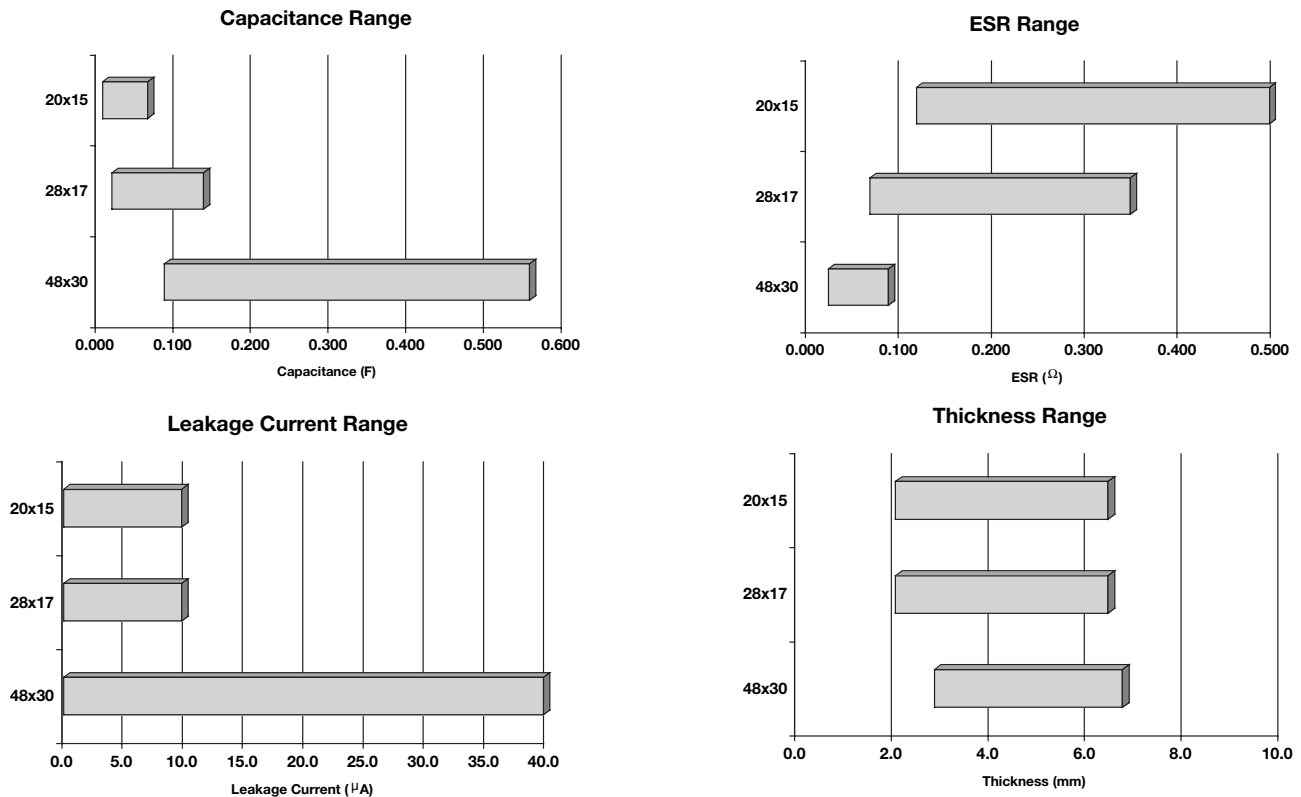 Capacitance Range
20x15
28x17
48x30
0.000 0.100 0.200 0.300 0.400 0.500 0.600
Capacitance (F)
ESR Range
20x15
28x17
48x30
0.000 0.100 0.200 0.300 0.400 0.500
ESR (Ω)
Leakage Current Range
20x15
28x17
48x30
0.0 5.0 10.0 15.0 20.0 25.0 30.0 35.0 40.0
Leakage Current (µA)
Thickness Range
20x15
28x17
48x30
0.0 2.0 4.0 6.0 8.0 10.0
Thickness (mm)